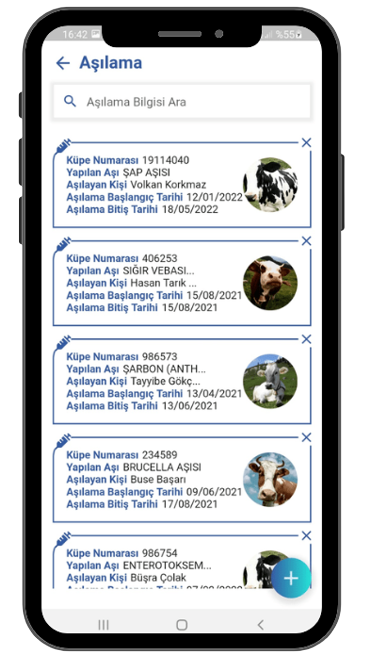 16:42 %55
Aşılama
Aşılama Bilgisi Ara
Küpe Numarası 19114040
Yapılan Aşı ŞAP AŞISI
Aşılayan Kişi Volkan Korkmaz
Aşılama Başlangıç Tarihi 12/01/2022
Aşılama Bitiş Tarihi 18/05/2022
Küpe Numarası 406253
Yapılan Aşı SIĞIR VEBASI...
Aşılayan Kişi Hasan Tarık ...
Aşılama Başlangıç Tarihi 15/08/2021
Aşılama Bitiş Tarihi 15/08/2021
Küpe Numarası 986573
Yapılan Aşı ŞARBON (ANTH...
Aşılayan Kişi Tayyibe Gökç...
Aşılama Başlangıç Tarihi 13/04/2021
Aşılama Bitiş Tarihi 13/06/2021
Küpe Numarası 234589
Yapılan Aşı BRUCELLA AŞISI
Aşılayan Kişi Buse Başarı
Aşılama Başlangıç Tarihi 09/06/2021
Aşılama Bitiş Tarihi 17/08/2021
Küpe Numarası 986754
Yapılan Aşı ENTEROTOKSEM...
Aşılayan Kişi Büşra Çolak